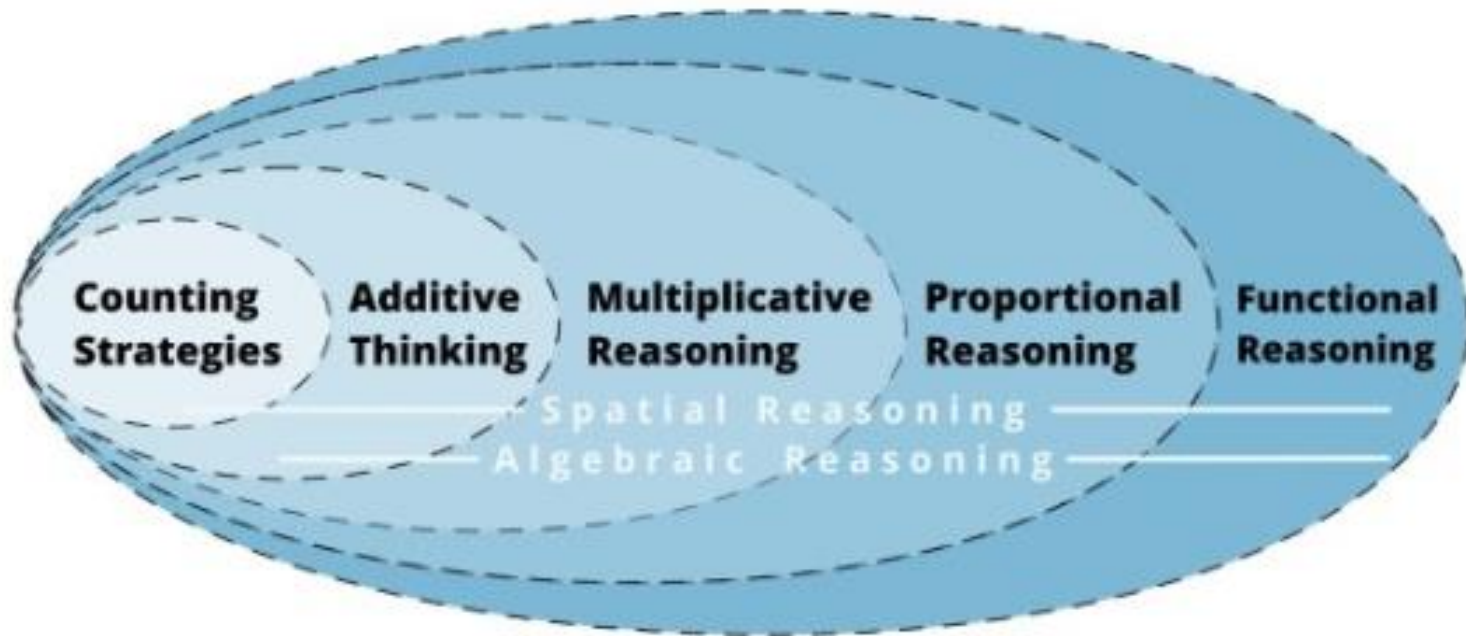 Counting
Strategies
Additive
Thinking
Multiplicative
Reasoning
Proportional
Reasoning
Functional
Reasoning
Spatial Reasoning
Algebraic Reasoning